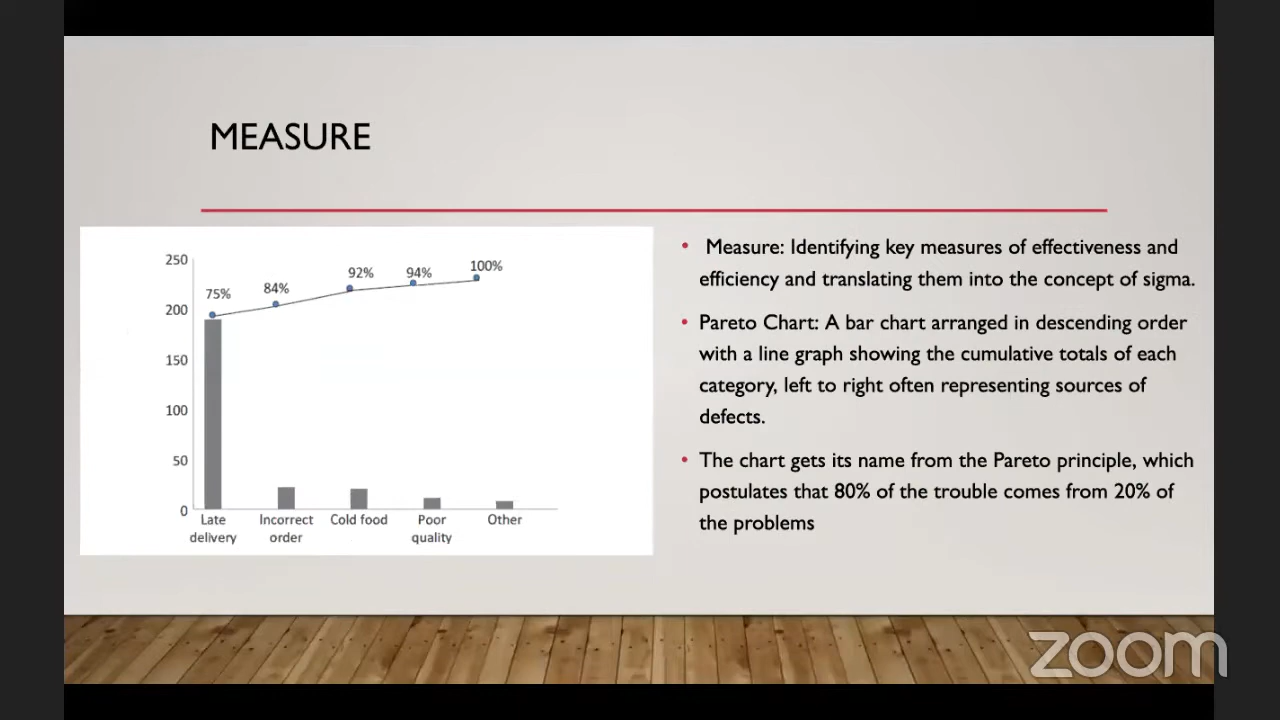 MEASURE
250
200
150
100
50
0
75%
84%
92%
94%
100%
Late
delivery
Incorrect
order
Cold food
Poor
quality
Other
• Measure: Identifying key measures of effectiveness and
efficiency and translating them into the concept of sigma.
• Pareto Chart: A bar chart arranged in descending order
with a line graph showing the cumulative totals of each
category, left to right often representing sources of
defects.
• The chart gets its name from the Pareto principle, which
postulates that 80% of the trouble comes from 20% of
the problems
zoom